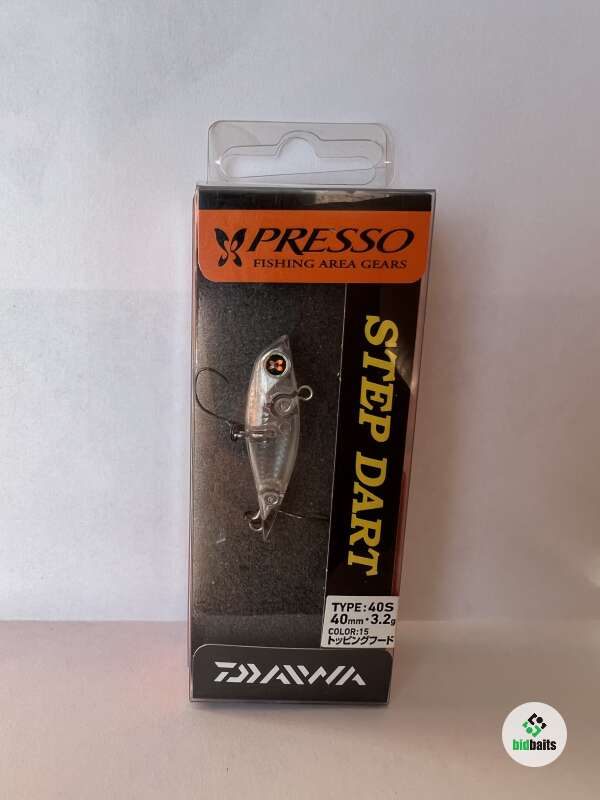 PRESSO
FISHING AREA GEARS
STEP DART
TYPE:40S
40mm・3.2g
COLOR:15
トッピングフード
DAIWA
bidbaits